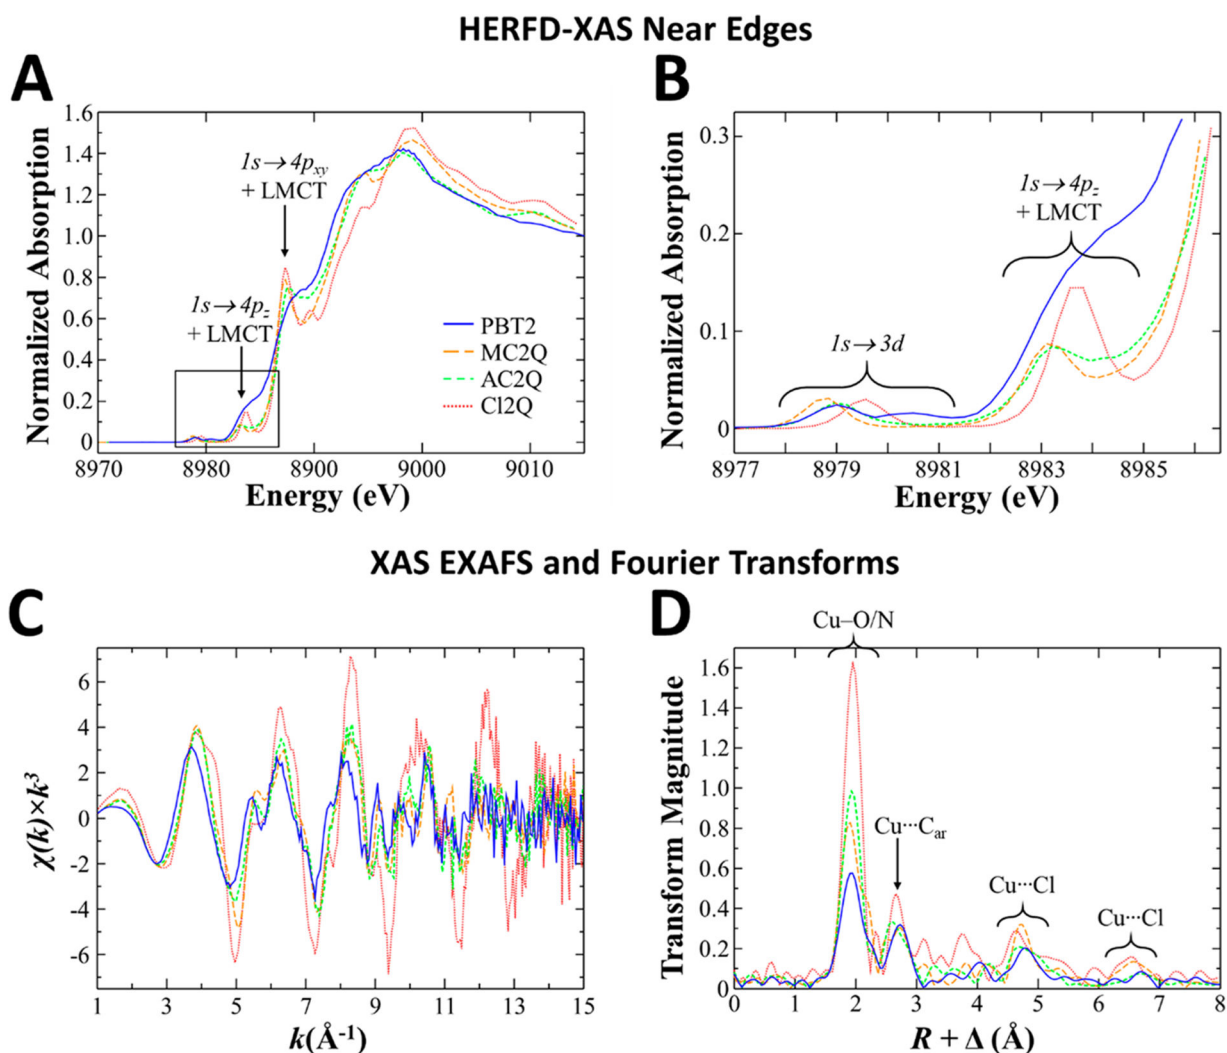 HERFD-XAS Near Edges
A
1.6
1.4
1.2
1.0
0.8
0.6
0.4
0.2
0
Normalized Absorption
1s→4pxy
+ LMCT
1s→4pz
+ LMCT
PBT2
MC2Q
AC2Q
Cl2Q
8970 8980 8900 9000 9010
Energy (eV)
B
0.3
0.2
0.1
0
Normalized Absorption
1s→4pz
+ LMCT
1s→3d
8977 8979 8981 8983 8985
Energy (eV)
XAS EXAFS and Fourier Transforms
C
6
4
2
0
-2
-4
-6
χ(k)×k³
1 3 5 7 9 11 13 15
k(Å⁻¹)
D
Cu–O/N
1.6
1.4
1.2
1.0
0.8
0.6
0.4
0.2
0
Transform Magnitude
Cu···Car
Cu···Cl
Cu···Cl
0 1 2 3 4 5 6 7 8
R + Δ (Å)